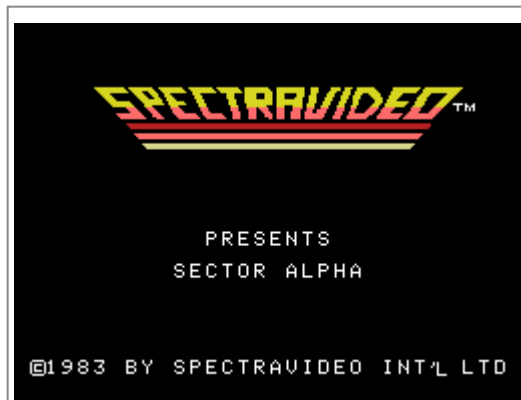 SPECTRAVIDEO™
PRESENTS
SECTOR ALPHA
©1983 BY SPECTRAVIDEO INT'L LTD